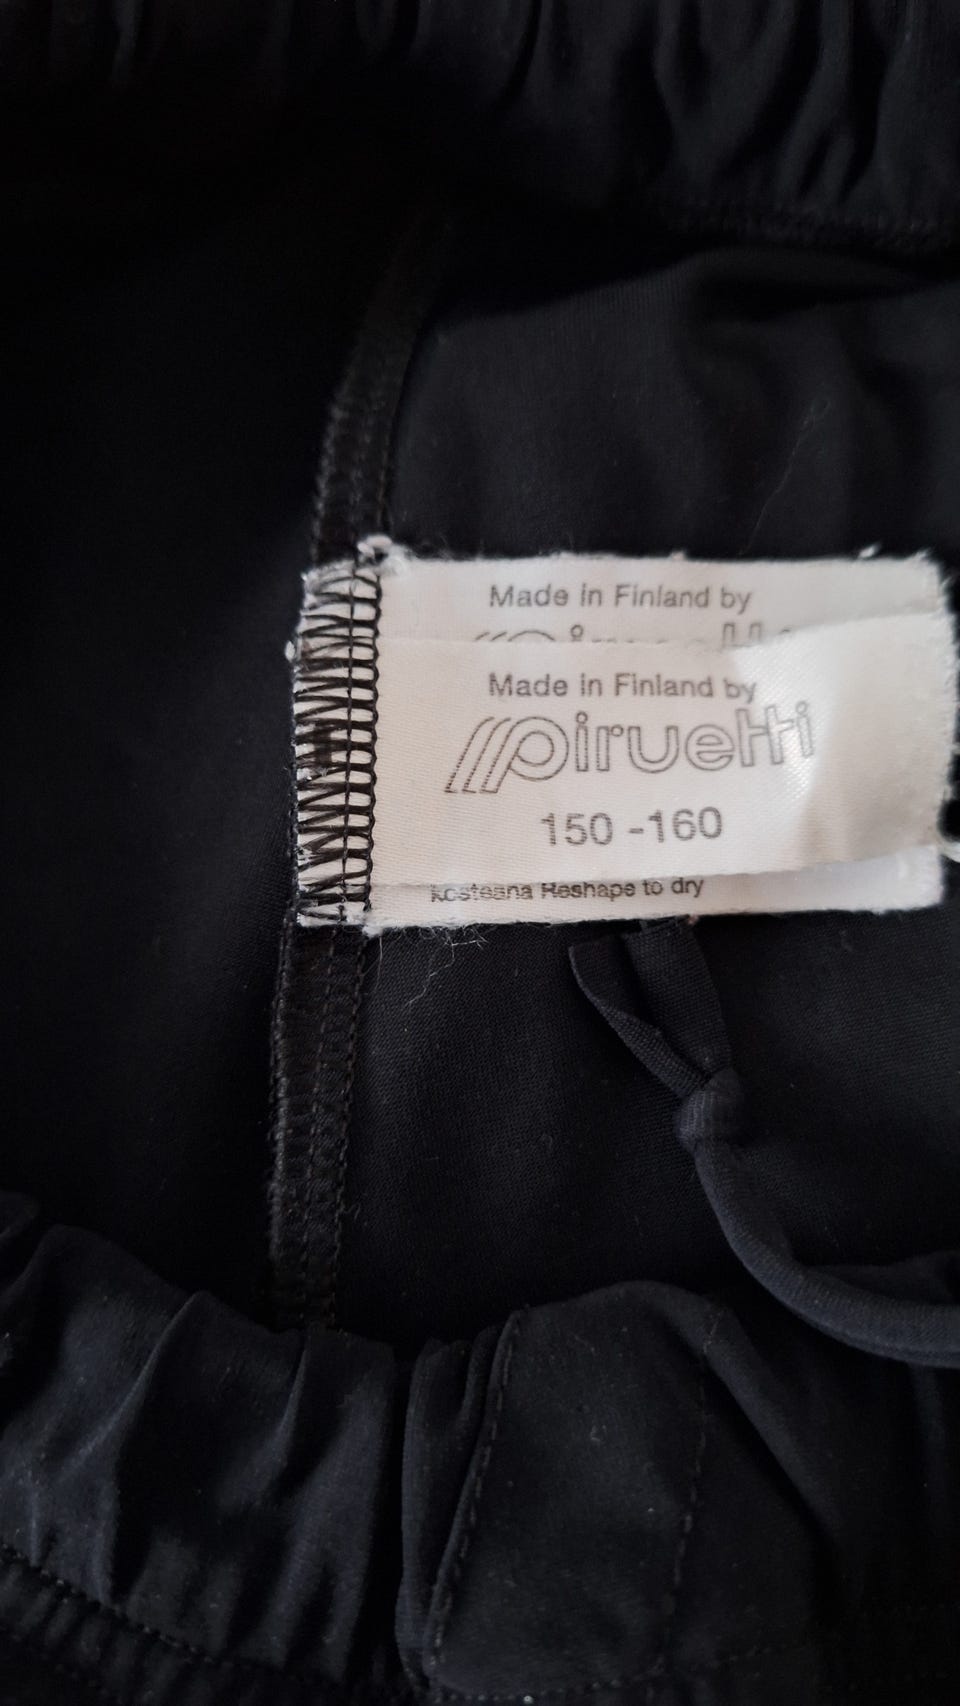 Made in Finland by
Made in Finland by
Piruetti
150 -160
kosteana Reshape to dry